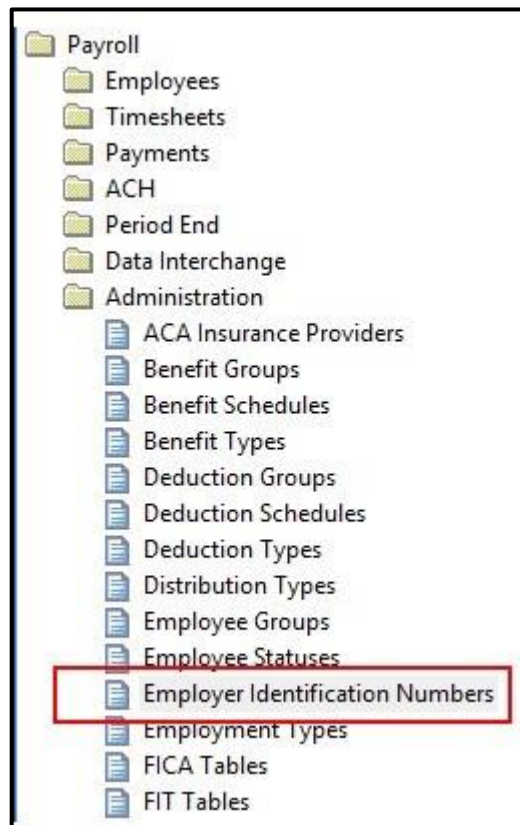 Payroll
Employees
Timesheets
Payments
ACH
Period End
Data Interchange
Administration
ACA Insurance Providers
Benefit Groups
Benefit Schedules
Benefit Types
Deduction Groups
Deduction Schedules
Deduction Types
Distribution Types
Employee Groups
Employee Statuses
Employer Identification Numbers
Employment Types
FICA Tables
FIT Tables